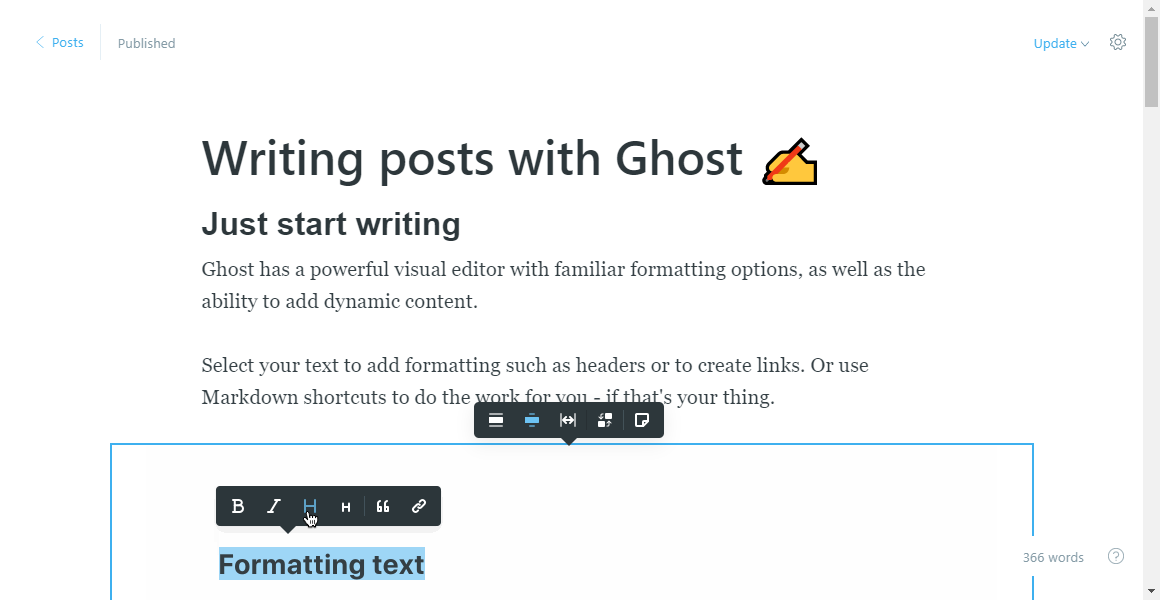 Posts
Published
Update
Writing posts with Ghost ✍
Just start writing
Ghost has a powerful visual editor with familiar formatting options, as well as the
ability to add dynamic content.
Select your text to add formatting such as headers or to create links. Or use
Markdown shortcuts to do the work for you - if that's your thing.
B I H H
Formatting text
366 words
?